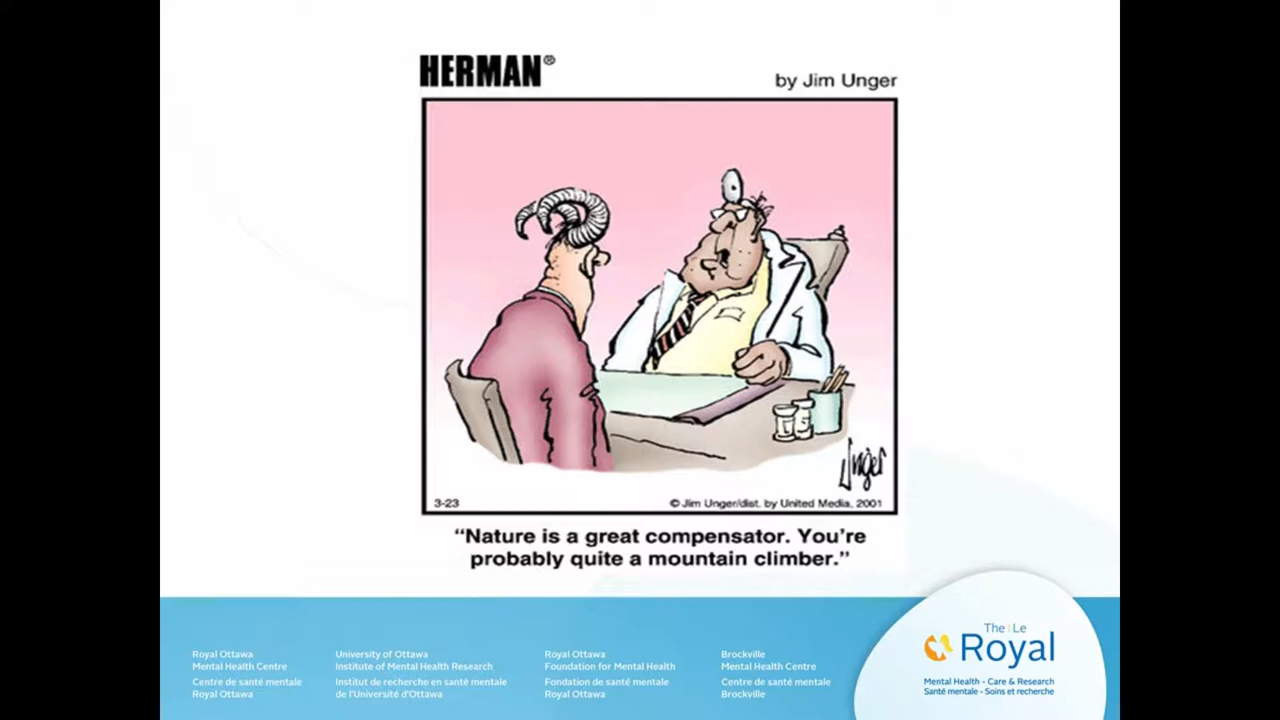 HERMAN®
by Jim Unger
Unger
3-23
© Jim Unger/dist. by United Media, 2001
“Nature is a great compensator. You’re
probably quite a mountain climber.”
Royal Ottawa
Mental Health Centre
Centre de santé mentale
Royal Ottawa
University of Ottawa
Institute of Mental Health Research
Institut de recherche en santé mentale
de l'Université d'Ottawa
Royal Ottawa
Foundation for Mental Health
Fondation de santé mentale
Royal Ottawa
Brockville
Mental Health Centre
Centre de santé mentale
Brockville
The | Le
Royal
Mental Health - Care & Research
Santé mentale - Soins et recherche